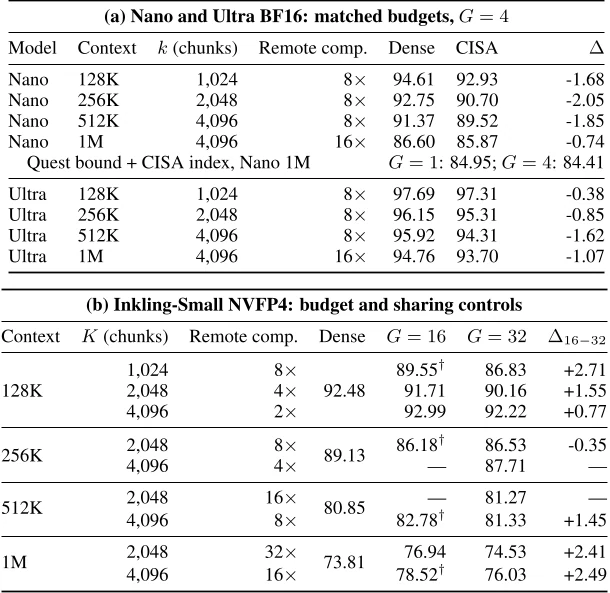 (a) Nano and Ultra BF16: matched budgets, G = 4
Model Context k (chunks) Remote comp. Dense CISA Δ
Nano 128K 1,024 8× 94.61 92.93 -1.68
Nano 256K 2,048 8× 92.75 90.70 -2.05
Nano 512K 4,096 8× 91.37 89.52 -1.85
Nano 1M 4,096 16× 86.60 85.87 -0.74
Quest bound + CISA index, Nano 1M G = 1: 84.95; G = 4: 84.41
Ultra 128K 1,024 8× 97.69 97.31 -0.38
Ultra 256K 2,048 8× 96.15 95.31 -0.85
Ultra 512K 4,096 8× 95.92 94.31 -1.62
Ultra 1M 4,096 16× 94.76 93.70 -1.07
(b) Inkling-Small NVFP4: budget and sharing controls
Context K (chunks) Remote comp. Dense G = 16 G = 32 Δ16−32
1,024 8× 89.55† 86.83 +2.71
128K 2,048 4× 92.48 91.71 90.16 +1.55
4,096 2× 92.99 92.22 +0.77
256K 2,048 8× 89.13 86.18† 86.53 -0.35
4,096 4× — 87.71 —
512K 2,048 16× 80.85 — 81.27 —
4,096 8× 82.78† 81.33 +1.45
1M 2,048 32× 73.81 76.94 74.53 +2.41
4,096 16× 78.52† 76.03 +2.49